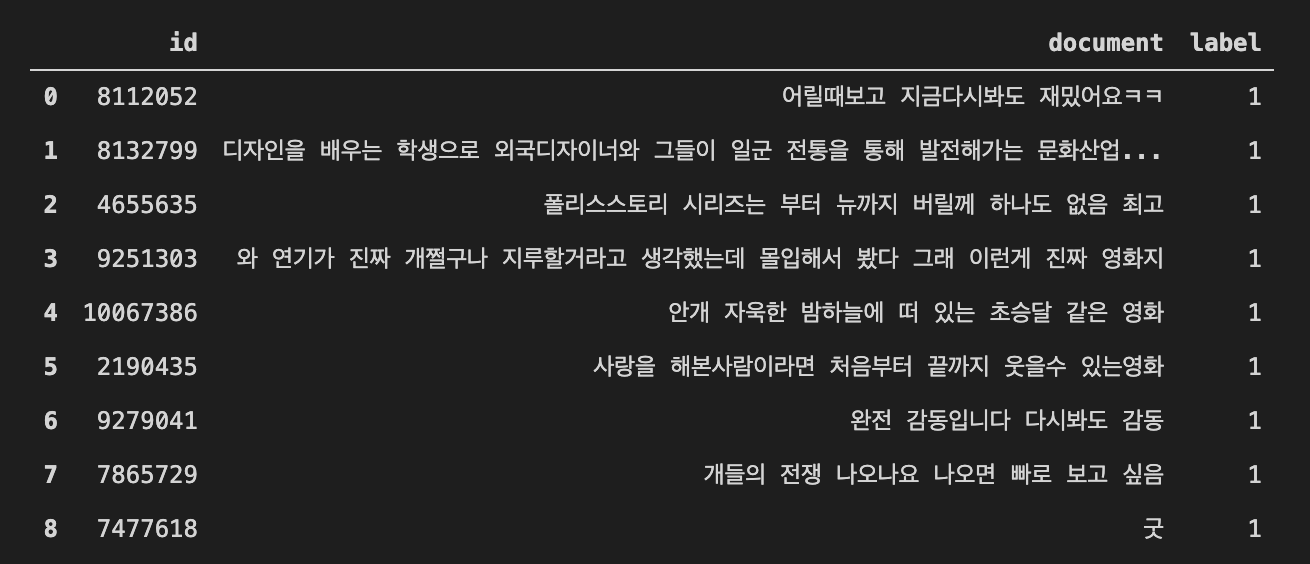 id document label
0 8112052 어릴때보고 지금다시봐도 재밌어요ㅋㅋ 1
1 8132799 디자인을 배우는 학생으로 외국디자이너와 그들이 일군 전통을 통해 발전해가는 문화산업... 1
2 4655635 폴리스스토리 시리즈는 부터 뉴까지 버릴께 하나도 없음 최고 1
3 9251303 와 연기가 진짜 개쩔구나 지루할거라고 생각했는데 몰입해서 봤다 그래 이런게 진짜 영화지 1
4 10067386 안개 자욱한 밤하늘에 떠 있는 초승달 같은 영화 1
5 2190435 사랑을 해본사람이라면 처음부터 끝까지 웃을수 있는영화 1
6 9279041 완전 감동입니다 다시봐도 감동 1
7 7865729 개들의 전쟁 나오나요 나오면 빠로 보고 싶음 1
8 7477618 굿 1